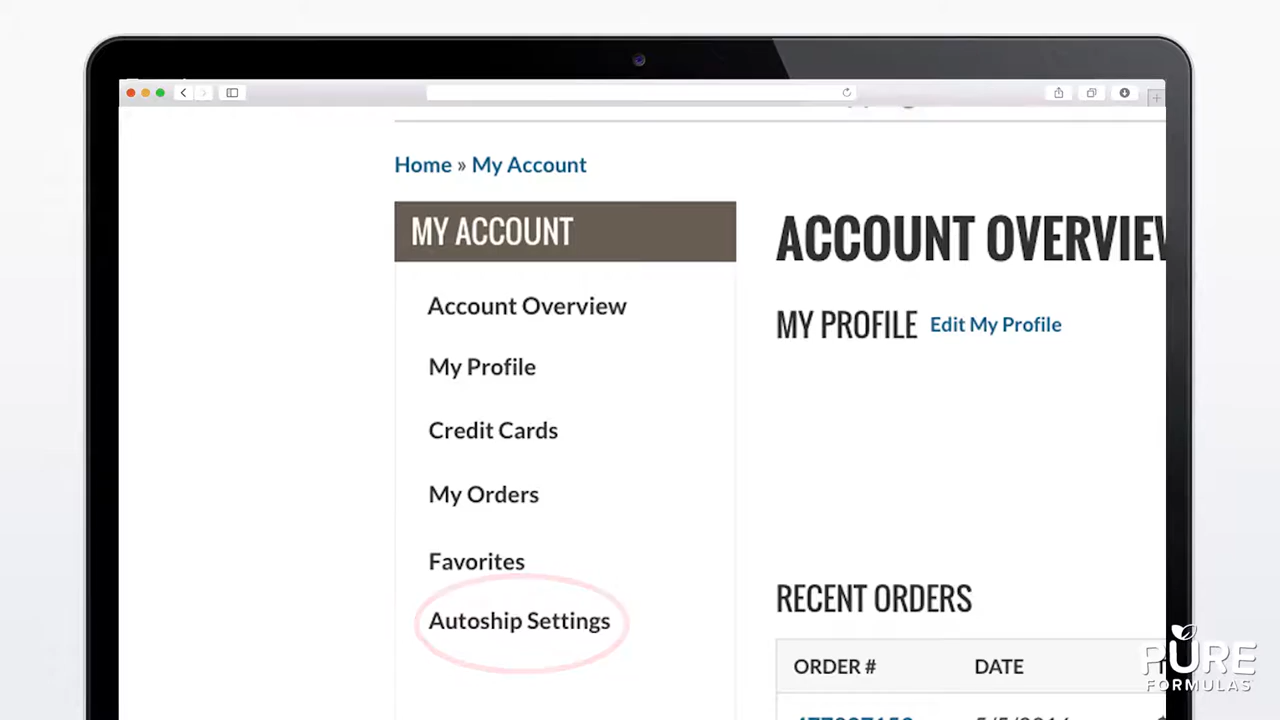 Home » My Account
MY ACCOUNT
Account Overview
My Profile
Credit Cards
My Orders
Favorites
Autoship Settings
ACCOUNT OVERVIEW
MY PROFILE Edit My Profile
RECENT ORDERS
ORDER # DATE
PURE
FORMULAS